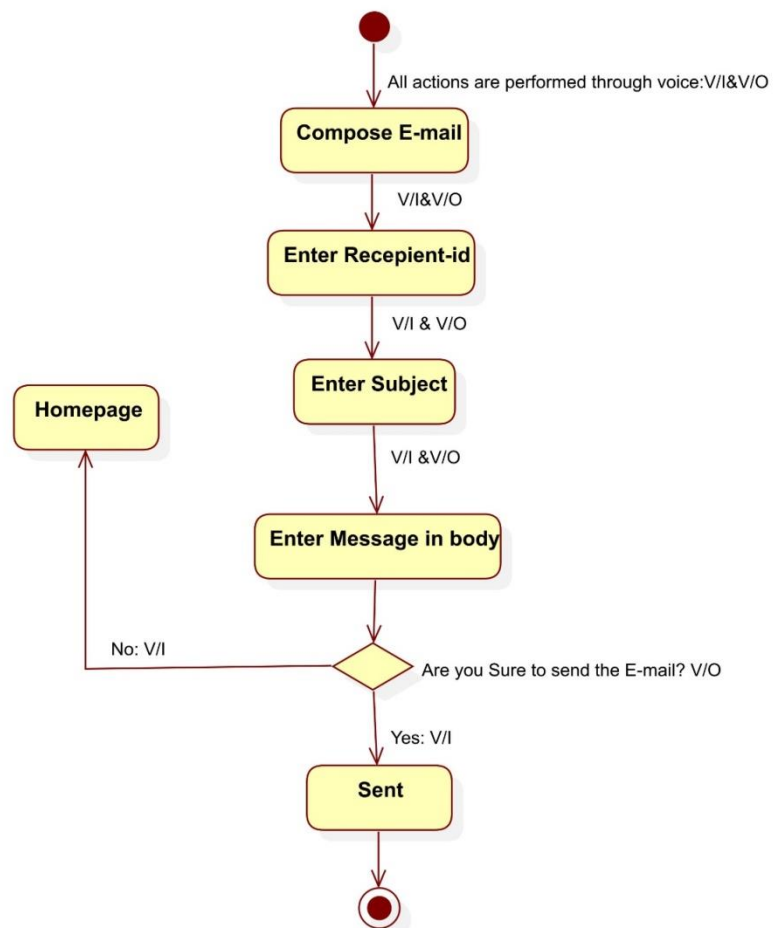 All actions are performed through voice:V/I&V/O
Compose E-mail
V/I&V/O
Enter Recepient-id
V/I & V/O
Enter Subject
Homepage
V/I &V/O
Enter Message in body
No: V/I
Are you Sure to send the E-mail? V/O
Yes: V/I
Sent